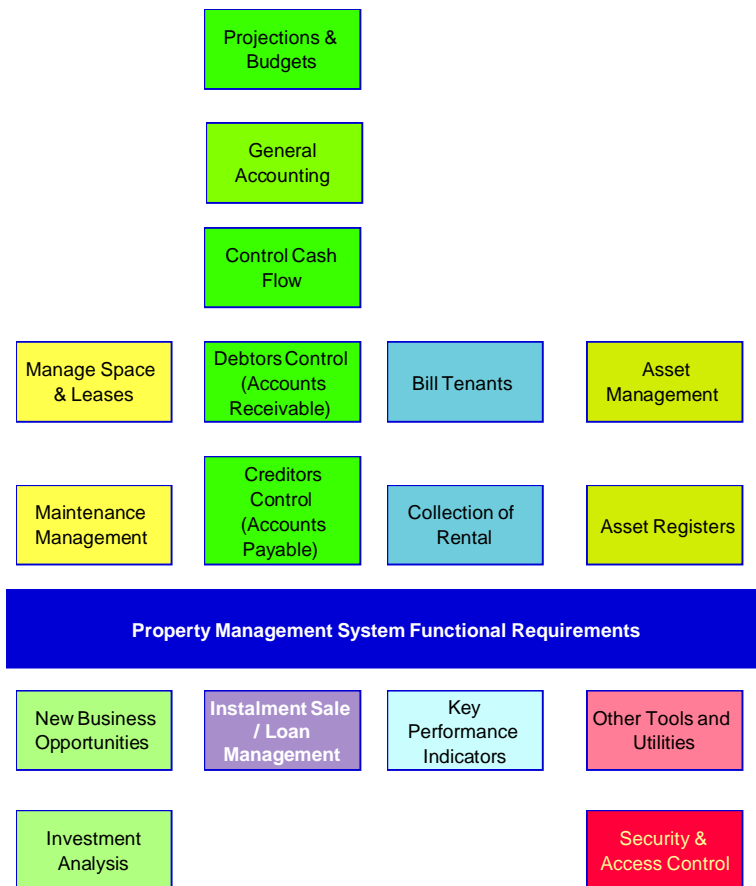 Projections &
Budgets
General
Accounting
Control Cash
Flow
Manage Space
& Leases
Debtors Control
(Accounts
Receivable)
Bill Tenants
Asset
Management
Maintenance
Management
Creditors
Control
(Accounts
Payable)
Collection of
Rental
Asset Registers
Property Management System Functional Requirements
New Business
Opportunities
Instalment Sale
/ Loan
Management
Key
Performance
Indicators
Other Tools and
Utilities
Investment
Analysis
Security &
Access Control